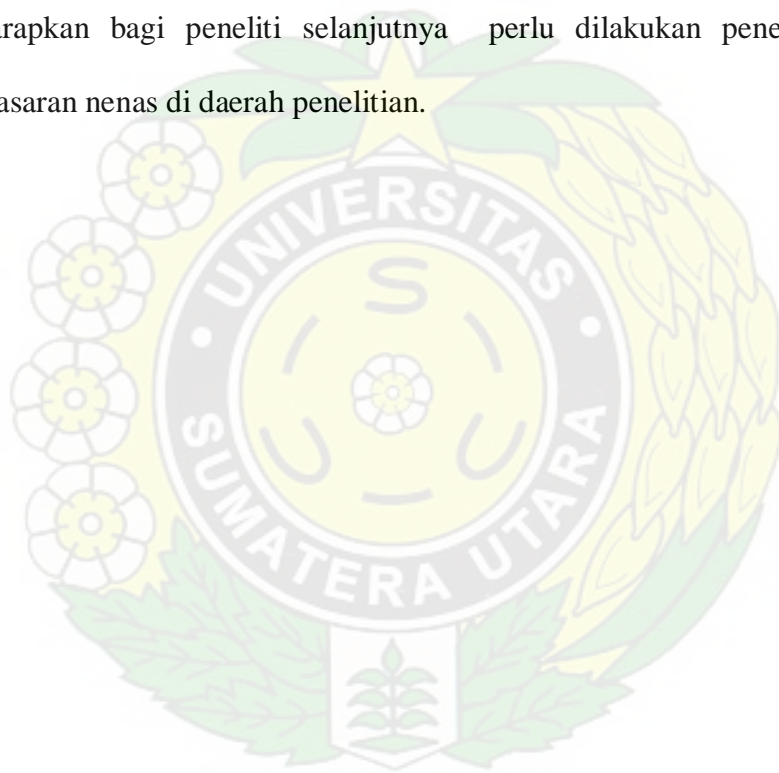 arapkan bagi peneliti selanjutnya perlu dilakukan pene
asaran nenas di daerah penelitian.
UNIVERSITAS
U S U
SUMATERA UTARA